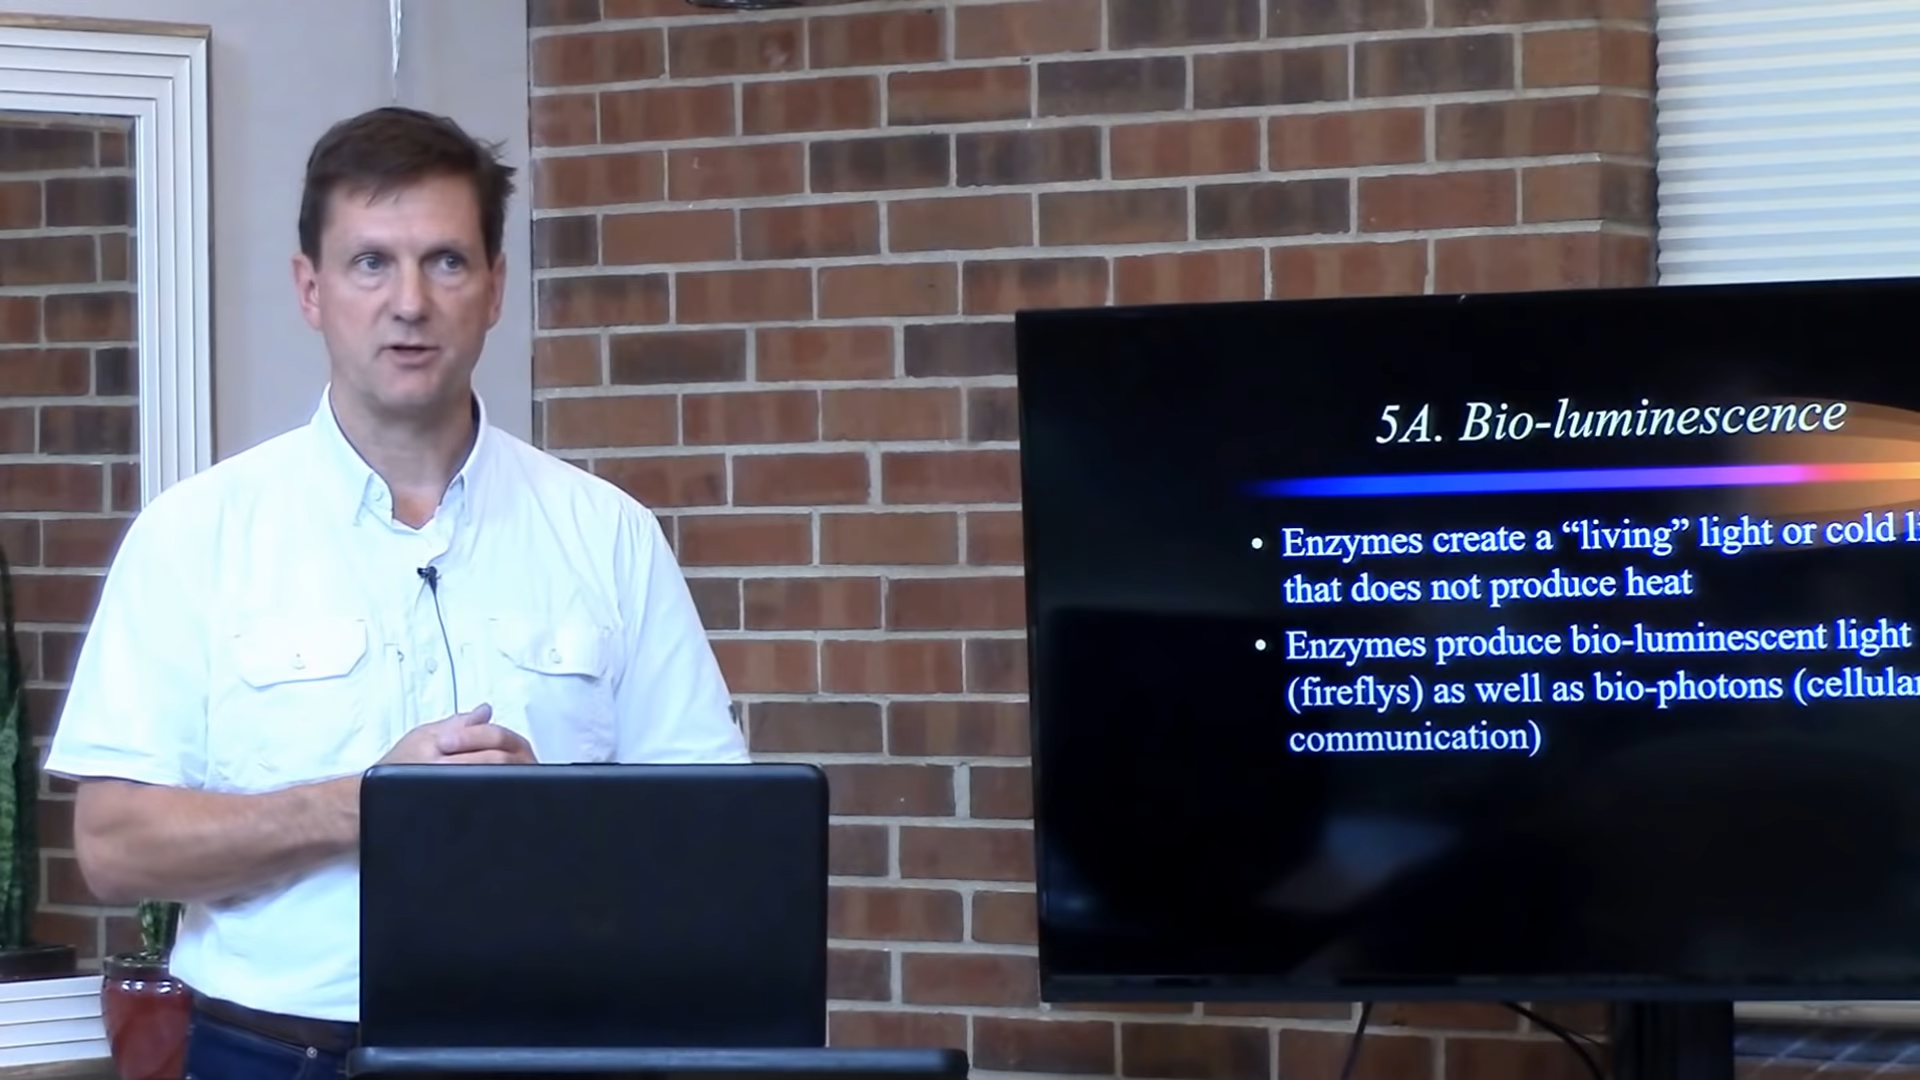 5A. Bio-luminescence
• Enzymes create a “living” light or cold
that does not produce heat
• Enzymes produce bio-luminescent light
(fireflys) as well as bio-photons (cellular
communication)